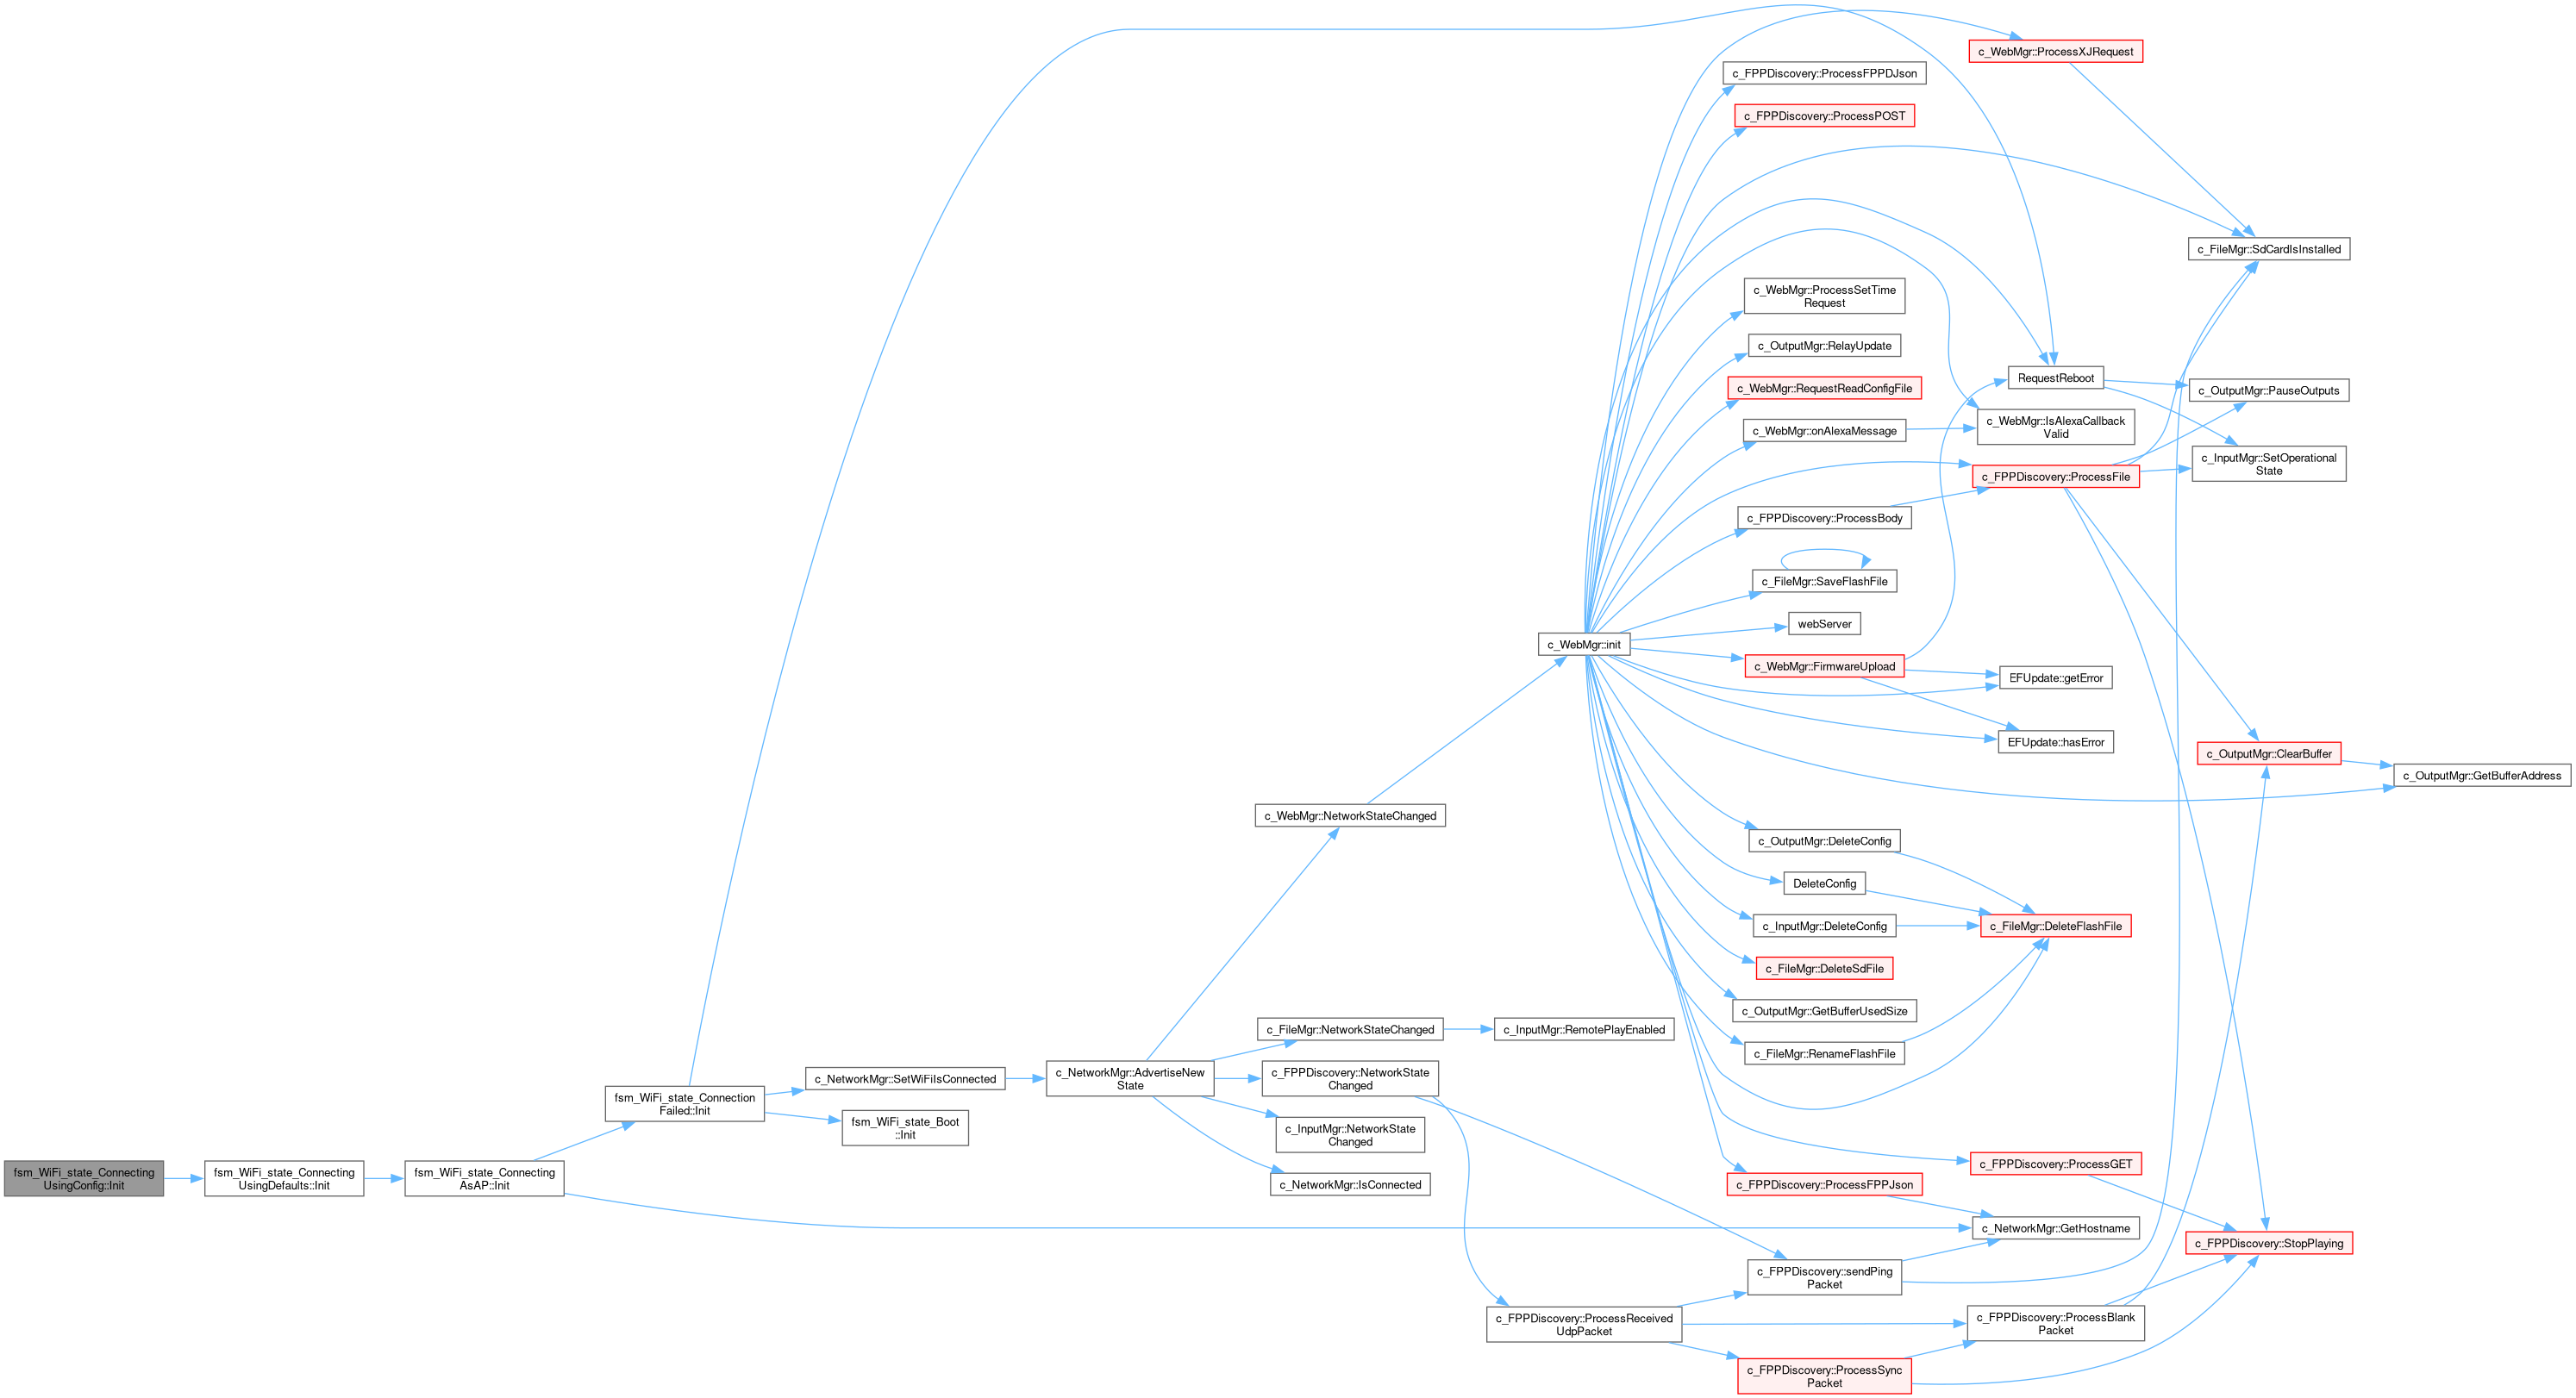 c_WebMgr::ProcessXJRequest
c_FPPDiscovery::ProcessFPPDJson
c_FPPDiscovery::ProcessPOST
c_FileMgr::SdCardIsInstalled
c_WebMgr::ProcessSetTime
Request
c_OutputMgr::RelayUpdate
RequestReboot
c_OutputMgr::PauseOutputs
c_WebMgr::RequestReadConfigFile
c_WebMgr::onAlexaMessage
c_WebMgr::IsAlexaCallback
Valid
c_InputMgr::SetOperational
State
c_FPPDiscovery::ProcessFile
c_FPPDiscovery::ProcessBody
c_FileMgr::SaveFlashFile
webServer
c_WebMgr::init
c_WebMgr::FirmwareUpload
EFUpdate::getError
EFUpdate::hasError
c_OutputMgr::ClearBuffer
c_OutputMgr::GetBufferAddress
c_WebMgr::NetworkStateChanged
c_OutputMgr::DeleteConfig
DeleteConfig
c_InputMgr::DeleteConfig
c_FileMgr::DeleteFlashFile
c_FileMgr::DeleteSdFile
c_OutputMgr::GetBufferUsedSize
c_FileMgr::NetworkStateChanged
c_InputMgr::RemotePlayEnabled
c_FileMgr::RenameFlashFile
c_NetworkMgr::SetWiFiIsConnected
c_NetworkMgr::AdvertiseNew
State
c_FPPDiscovery::NetworkState
Changed
fsm_WiFi_state_Connection
Failed::Init
fsm_WiFi_state_Boot
::Init
c_InputMgr::NetworkState
Changed
fsm_WiFi_state_Connecting
UsingConfig::Init
fsm_WiFi_state_Connecting
UsingDefaults::Init
fsm_WiFi_state_Connecting
AsAP::Init
c_NetworkMgr::IsConnected
c_FPPDiscovery::ProcessFPPJson
c_FPPDiscovery::ProcessGET
c_NetworkMgr::GetHostname
c_FPPDiscovery::StopPlaying
c_FPPDiscovery::sendPing
Packet
c_FPPDiscovery::ProcessReceived
UdpPacket
c_FPPDiscovery::ProcessBlank
Packet
c_FPPDiscovery::ProcessSync
Packet